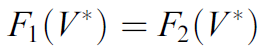 F₁(V*) = F₂(V*)